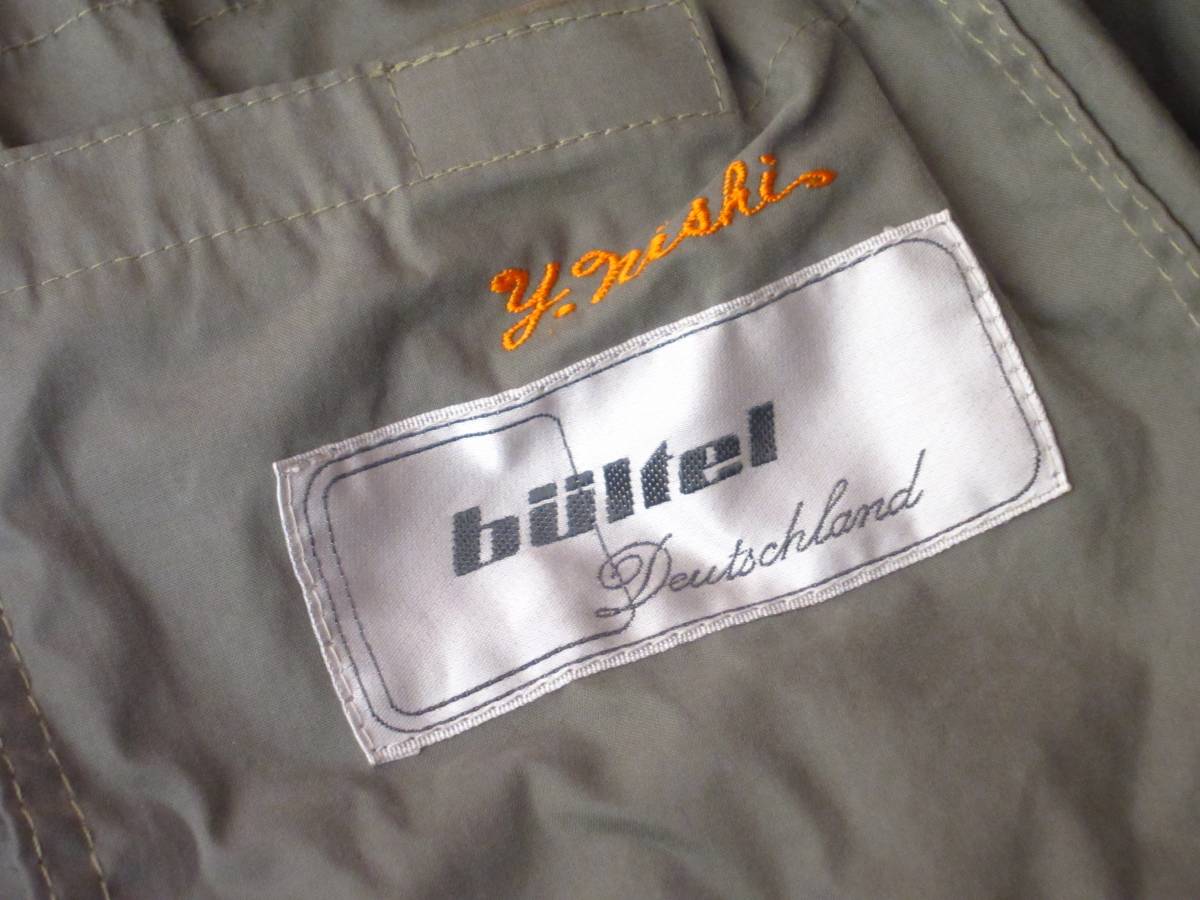 Y. Nishi
bültel
Deutschland